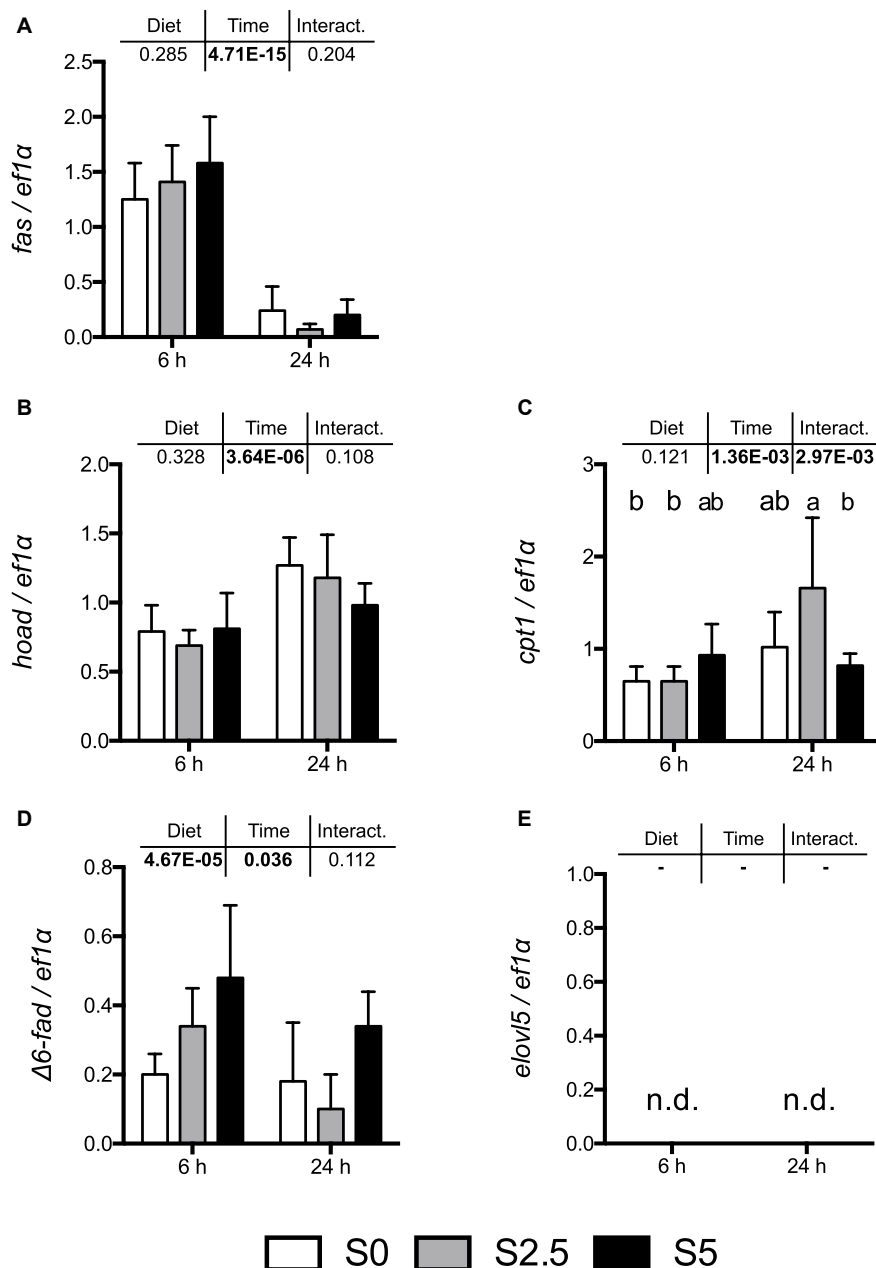 A
Diet Time Interact.
0.285 4.71E-15 0.204
2.5
2.0
1.5
1.0
0.5
0.0
fas / ef1α
6 h 24 h
B
Diet Time Interact.
0.328 3.64E-06 0.108
2.0
1.5
1.0
0.5
0.0
hoad / ef1α
6 h 24 h
C
Diet Time Interact.
0.121 1.36E-03 2.97E-03
3
2
1
0
cpt1 / ef1α
b b ab ab a b
6 h 24 h
D
Diet Time Interact.
4.67E-05 0.036 0.112
0.8
0.6
0.4
0.2
0.0
Δ6-fad / ef1α
6 h 24 h
E
Diet Time Interact.
- - -
1.0
0.8
0.6
0.4
0.2
0.0
elovl5 / ef1α
n.d. n.d.
6 h 24 h
S0 S2.5 S5